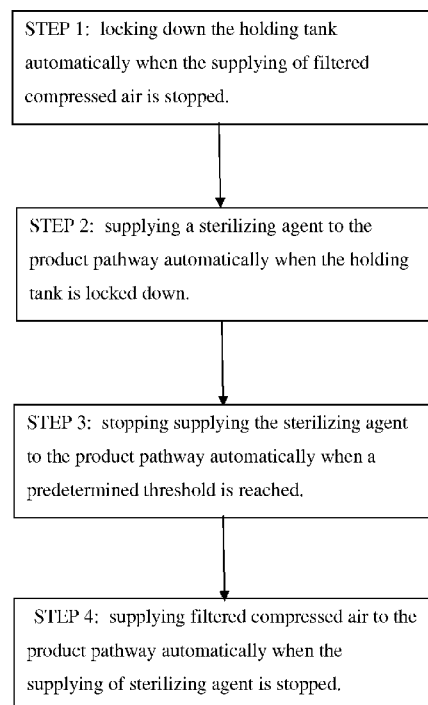 STEP 1: locking down the holding tank
automatically when the supplying of filtered
compressed air is stopped.
STEP 2: supplying a sterilizing agent to the
product pathway automatically when the holding
tank is locked down.
STEP 3: stopping supplying the sterilizing agent
to the product pathway automatically when a
predetermined threshold is reached.
STEP 4: supplying filtered compressed air to the
product pathway automatically when the
supplying of sterilizing agent is stopped.